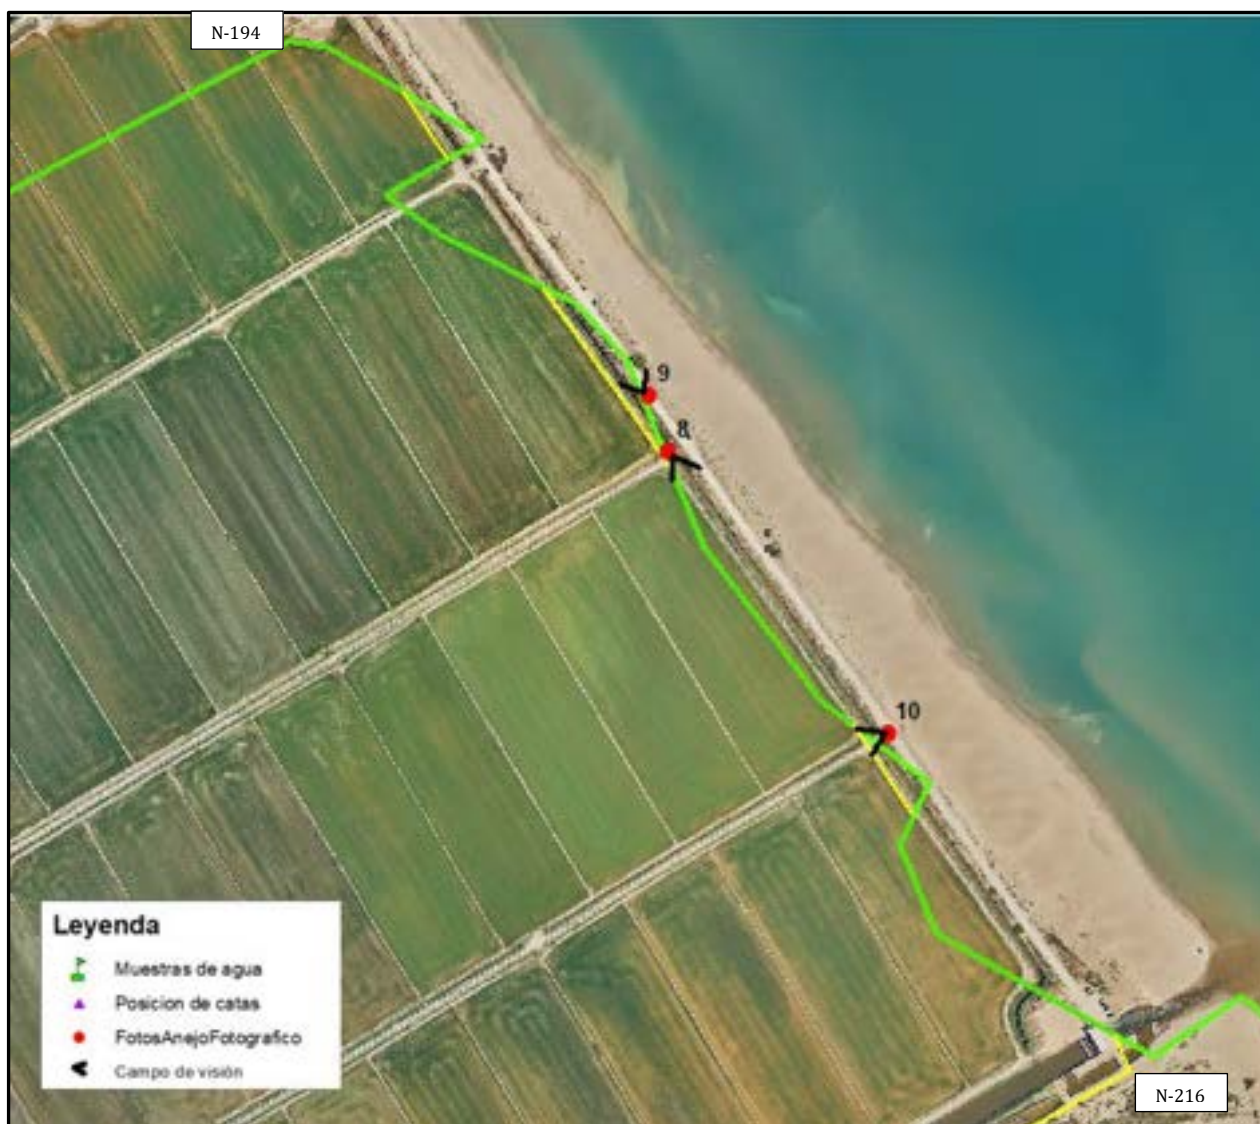 N-194
9
8
10
Leyenda
Muestras de agua
Posicion de catas
FotosAnejoFotografico
Campo de visión
N-216